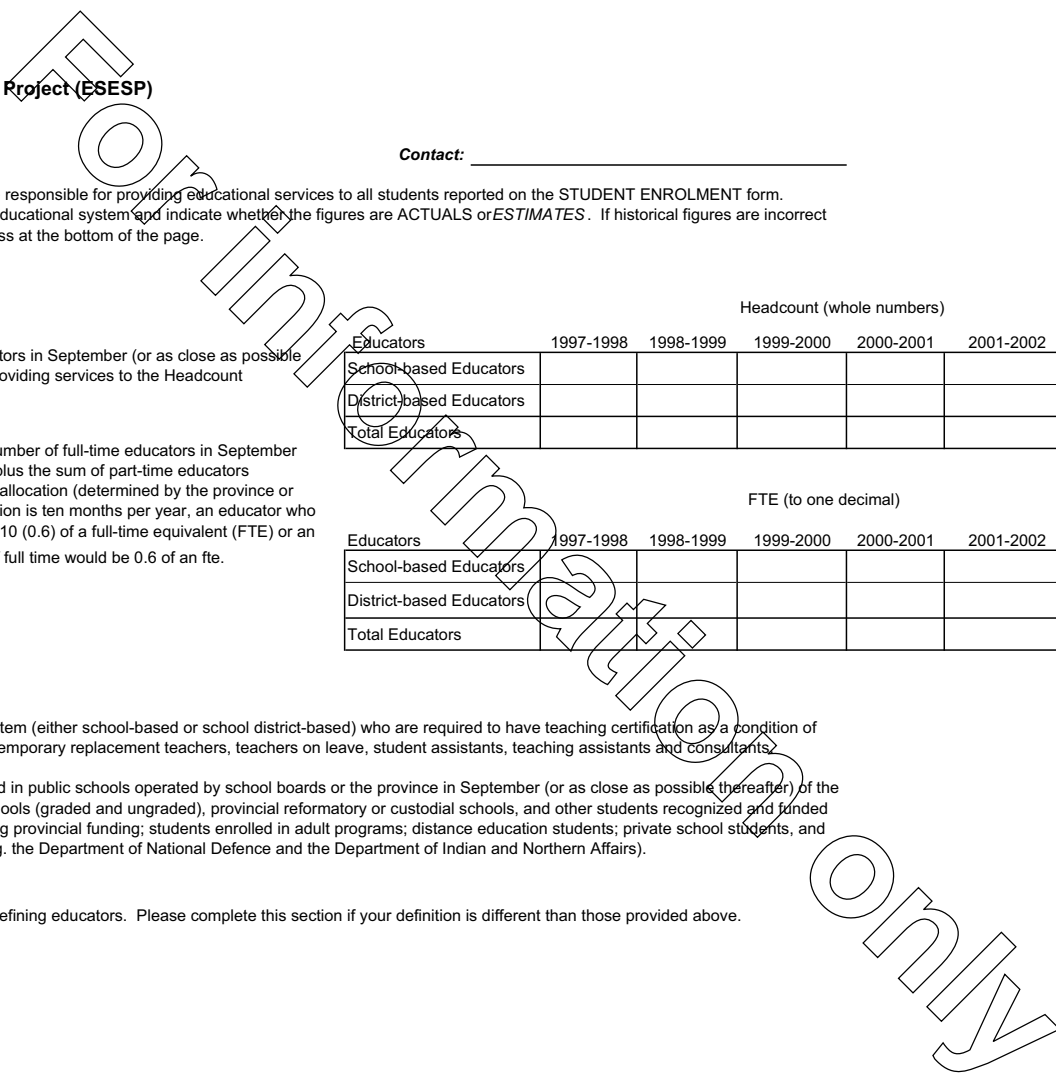 Project (ESESP)
Contact:
responsible for providing educational services to all students reported on the STUDENT ENROLMENT form.
ducational system and indicate whether the figures are ACTUALS or ESTIMATES . If historical figures are incorrect
ss at the bottom of the page.
Headcount (whole numbers)
Educators 1997-1998 1998-1999 1999-2000 2000-2001 2001-2002
tors in September (or as close as possible
School-based Educators
oviding services to the Headcount
District-based Educators
Total Educators
umber of full-time educators in September
plus the sum of part-time educators
allocation (determined by the province or
FTE (to one decimal)
ion is ten months per year, an educator who
10 (0.6) of a full-time equivalent (FTE) or an
Educators 1997-1998 1998-1999 1999-2000 2000-2001 2001-2002
full time would be 0.6 of an fte.
School-based Educators
District-based Educators
Total Educators
tem (either school-based or school district-based) who are required to have teaching certification as a condition of
emporary replacement teachers, teachers on leave, student assistants, teaching assistants and consultants.
d in public schools operated by school boards or the province in September (or as close as possible thereafter) of the
ools (graded and ungraded), provincial reformatory or custodial schools, and other students recognized and funded
g provincial funding; students enrolled in adult programs; distance education students; private school students, and
g. the Department of National Defence and the Department of Indian and Northern Affairs).
efining educators. Please complete this section if your definition is different than those provided above.
For information only